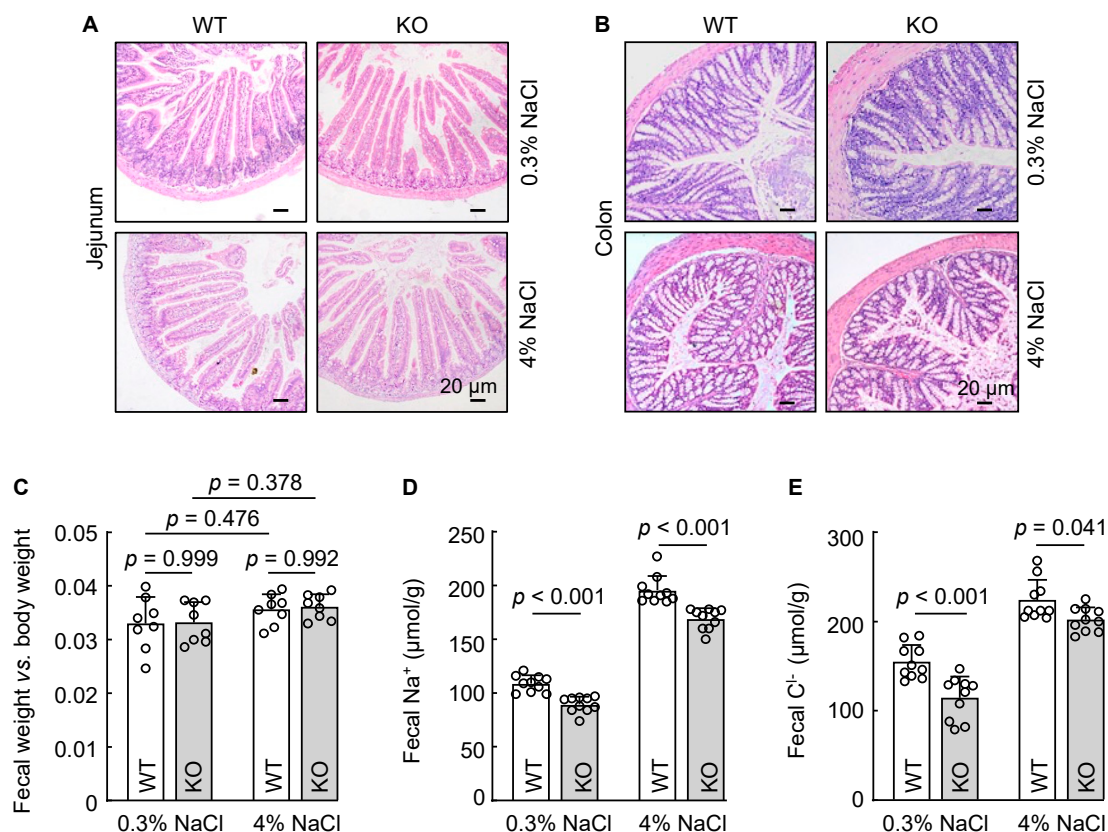 A
WT
KO
Jejunum
0.3% NaCl
4% NaCl
20 μm
B
WT
KO
Colon
0.3% NaCl
4% NaCl
20 μm
C
p = 0.378
p = 0.476
p = 0.999
p = 0.992
Fecal weight vs. body weight
0.05
0.04
0.03
0.02
0.01
0
WT
KO
WT
KO
0.3% NaCl
4% NaCl
D
p < 0.001
p < 0.001
Fecal Na⁺ (μmol/g)
250
200
150
100
50
0
WT
KO
WT
KO
0.3% NaCl
4% NaCl
E
p = 0.041
p < 0.001
Fecal Cˡ⁻ (μmol/g)
300
200
100
0
WT
KO
WT
KO
0.3% NaCl
4% NaCl